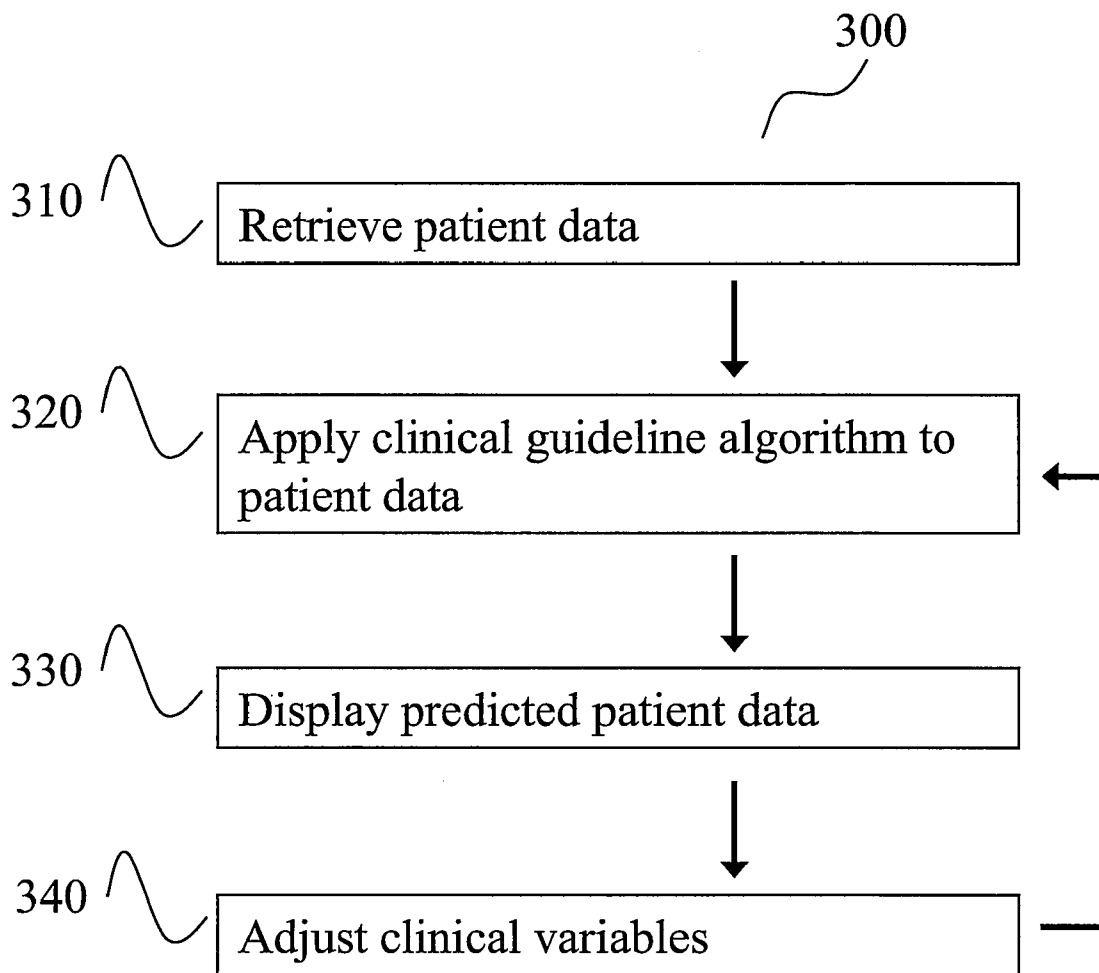 300
310
Retrieve patient data
320
Apply clinical guideline algorithm to
patient data
330
Display predicted patient data
340
Adjust clinical variables